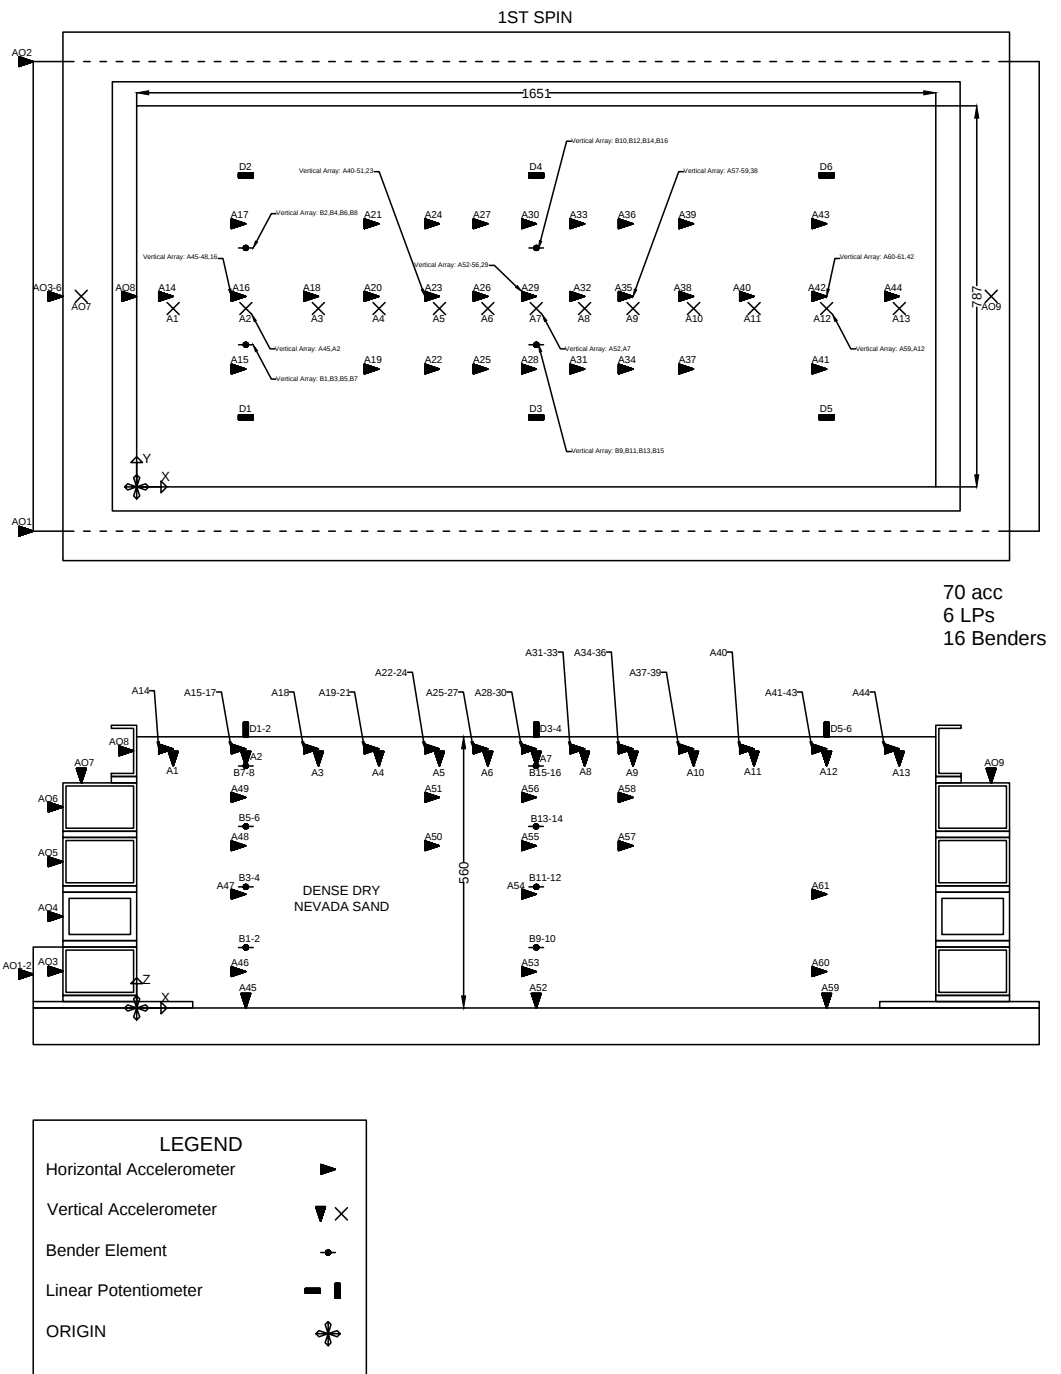 1ST SPIN
AO2
1651
D2
D4
D6
Vertical Array: B10,B12,B14,B16
Vertical Array: A40-51,23
Vertical Array: A57-59,38
A17
A21
A24
A27
A30
A33
A36
A39
A43
Vertical Array: B2,B4,B6,B8
Vertical Array: A45-48,16
Vertical Array: A52-56,29
Vertical Array: A60-61,42
AO3-6
AO7
AO8
A14
A16
A18
A20
A23
A26
A29
A32
A35
A38
A40
A42
A44
787
AO9
A1
A2
A3
A4
A5
A6
A7
A8
A9
A10
A11
A12
A13
Vertical Array: A45,A2
Vertical Array: A52,A7
Vertical Array: A59,A12
A15
A19
A22
A25
A28
A31
A34
A37
A41
Vertical Array: B1,B3,B5,B7
D1
D3
D5
Vertical Array: B9,B11,B13,B15
Y
X
AO1
70 acc
6 LPs
16 Benders
A31-33
A34-36
A40
A22-24
A37-39
A14
A15-17
A18
A19-21
A25-27
A28-30
A41-43
A44
D1-2
D3-4
D5-6
AO8
AO7
A1
A2
A3
A4
A5
A6
A7
A8
A9
A10
A11
A12
A13
AO9
B7-8
B15-16
AO6
A49
A51
A56
A58
B5-6
B13-14
AO5
A48
A50
A55
A57
560
B3-4
B11-12
A47
A54
A61
DENSE DRY
NEVADA SAND
AO4
B1-2
B9-10
AO1-2
AO3
A46
A53
A60
Z
X
A45
A52
A59
LEGEND
Horizontal Accelerometer
Vertical Accelerometer
Bender Element
Linear Potentiometer
ORIGIN